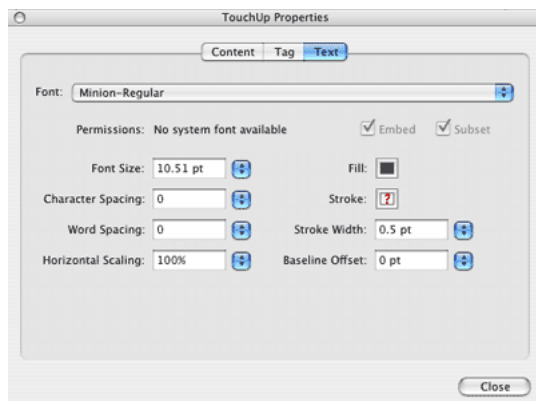 TouchUp Properties
Content Tag Text
Font: Minion-Regular
Permissions: No system font available Embed Subset
Font Size: 10.51 pt Fill:
Character Spacing: 0 Stroke: ?
Word Spacing: 0 Stroke Width: 0.5 pt
Horizontal Scaling: 100% Baseline Offset: 0 pt
Close